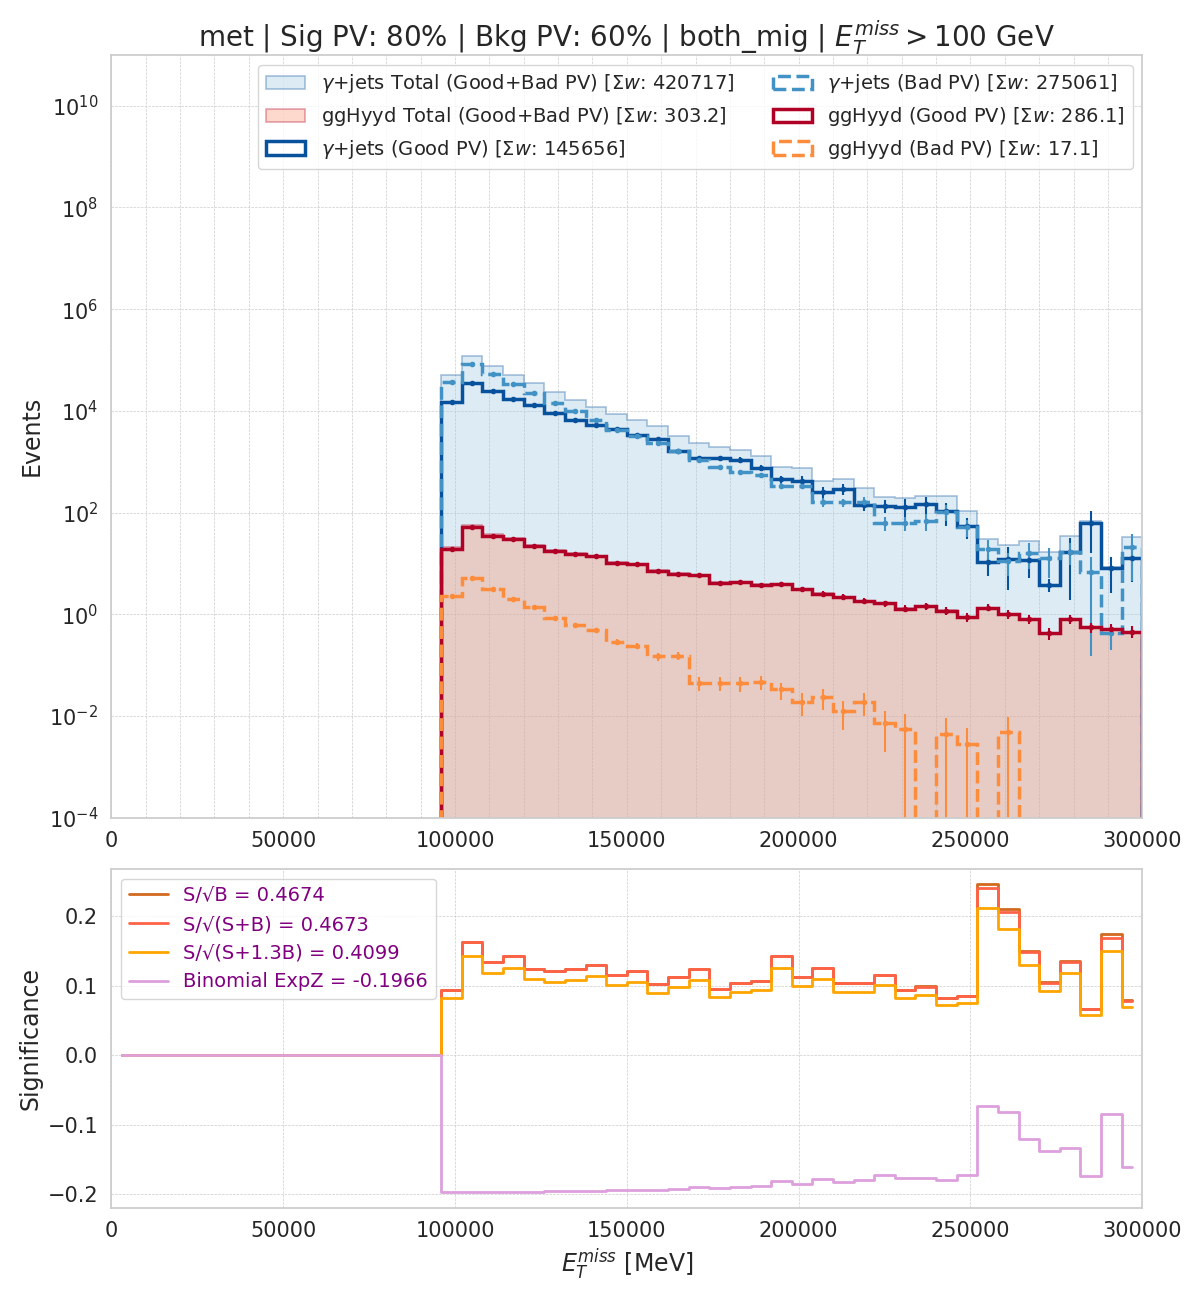 met | Sig PV: 80% | Bkg PV: 60% | both_mig | $E_T^{miss} > 100$ GeV
γ+jets Total (Good+Bad PV) [Σw: 420717]
ggHyyd Total (Good+Bad PV) [Σw: 303.2]
γ+jets (Good PV) [Σw: 145656]
γ+jets (Bad PV) [Σw: 275061]
ggHyyd (Good PV) [Σw: 286.1]
ggHyyd (Bad PV) [Σw: 17.1]
Events
$10^{10}$
$10^{8}$
$10^{6}$
$10^{4}$
$10^{2}$
$10^{0}$
$10^{-2}$
$10^{-4}$
0 50000 100000 150000 200000 250000 300000
S/√B = 0.4674
S/√(S+B) = 0.4673
S/√(S+1.3B) = 0.4099
Binomial ExpZ = -0.1966
Significance
0.2
0.1
0.0
−0.1
−0.2
0 50000 100000 150000 200000 250000 300000
$E_T^{miss}$ [MeV]